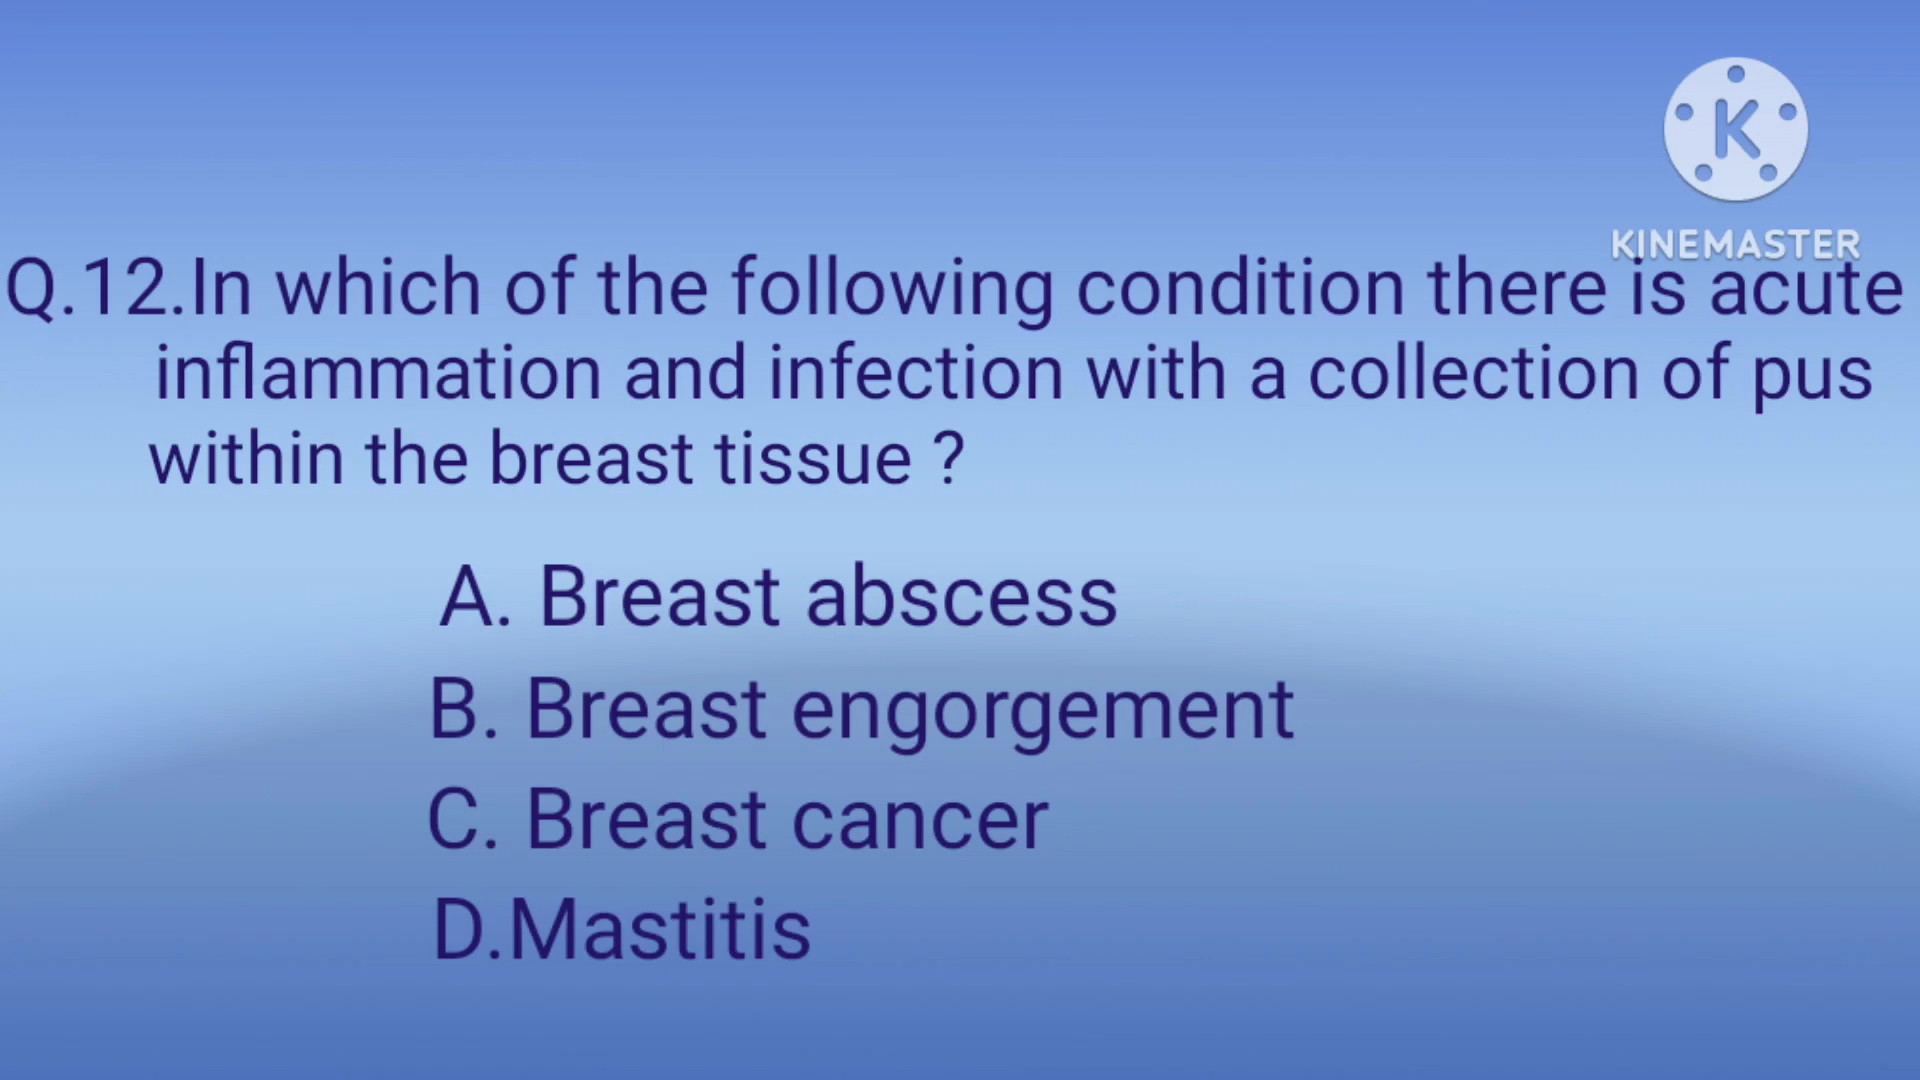 K
KINEMASTER
Q.12.In which of the following condition there is acute
inflammation and infection with a collection of pus
within the breast tissue ?
A. Breast abscess
B. Breast engorgement
C. Breast cancer
D.Mastitis